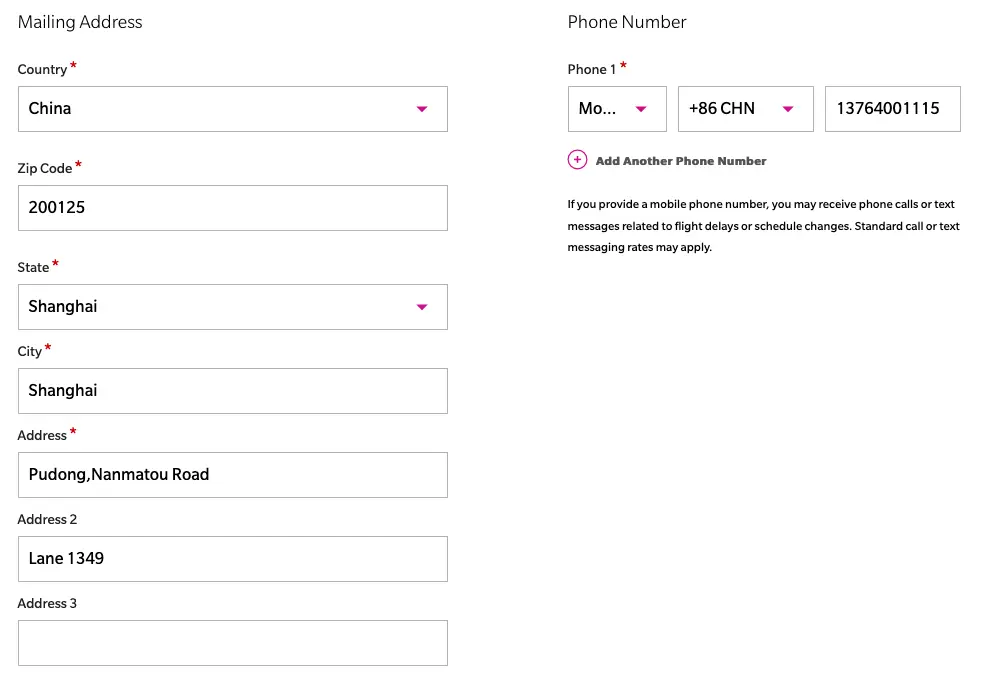 Mailing Address
Country *
China
Zip Code *
200125
State *
Shanghai
City *
Shanghai
Address *
Pudong,Nanmatou Road
Address 2
Lane 1349
Address 3
Phone Number
Phone 1 *
Mo... +86 CHN 13764001115
Add Another Phone Number
If you provide a mobile phone number, you may receive phone calls or text
messages related to flight delays or schedule changes. Standard call or text
messaging rates may apply.